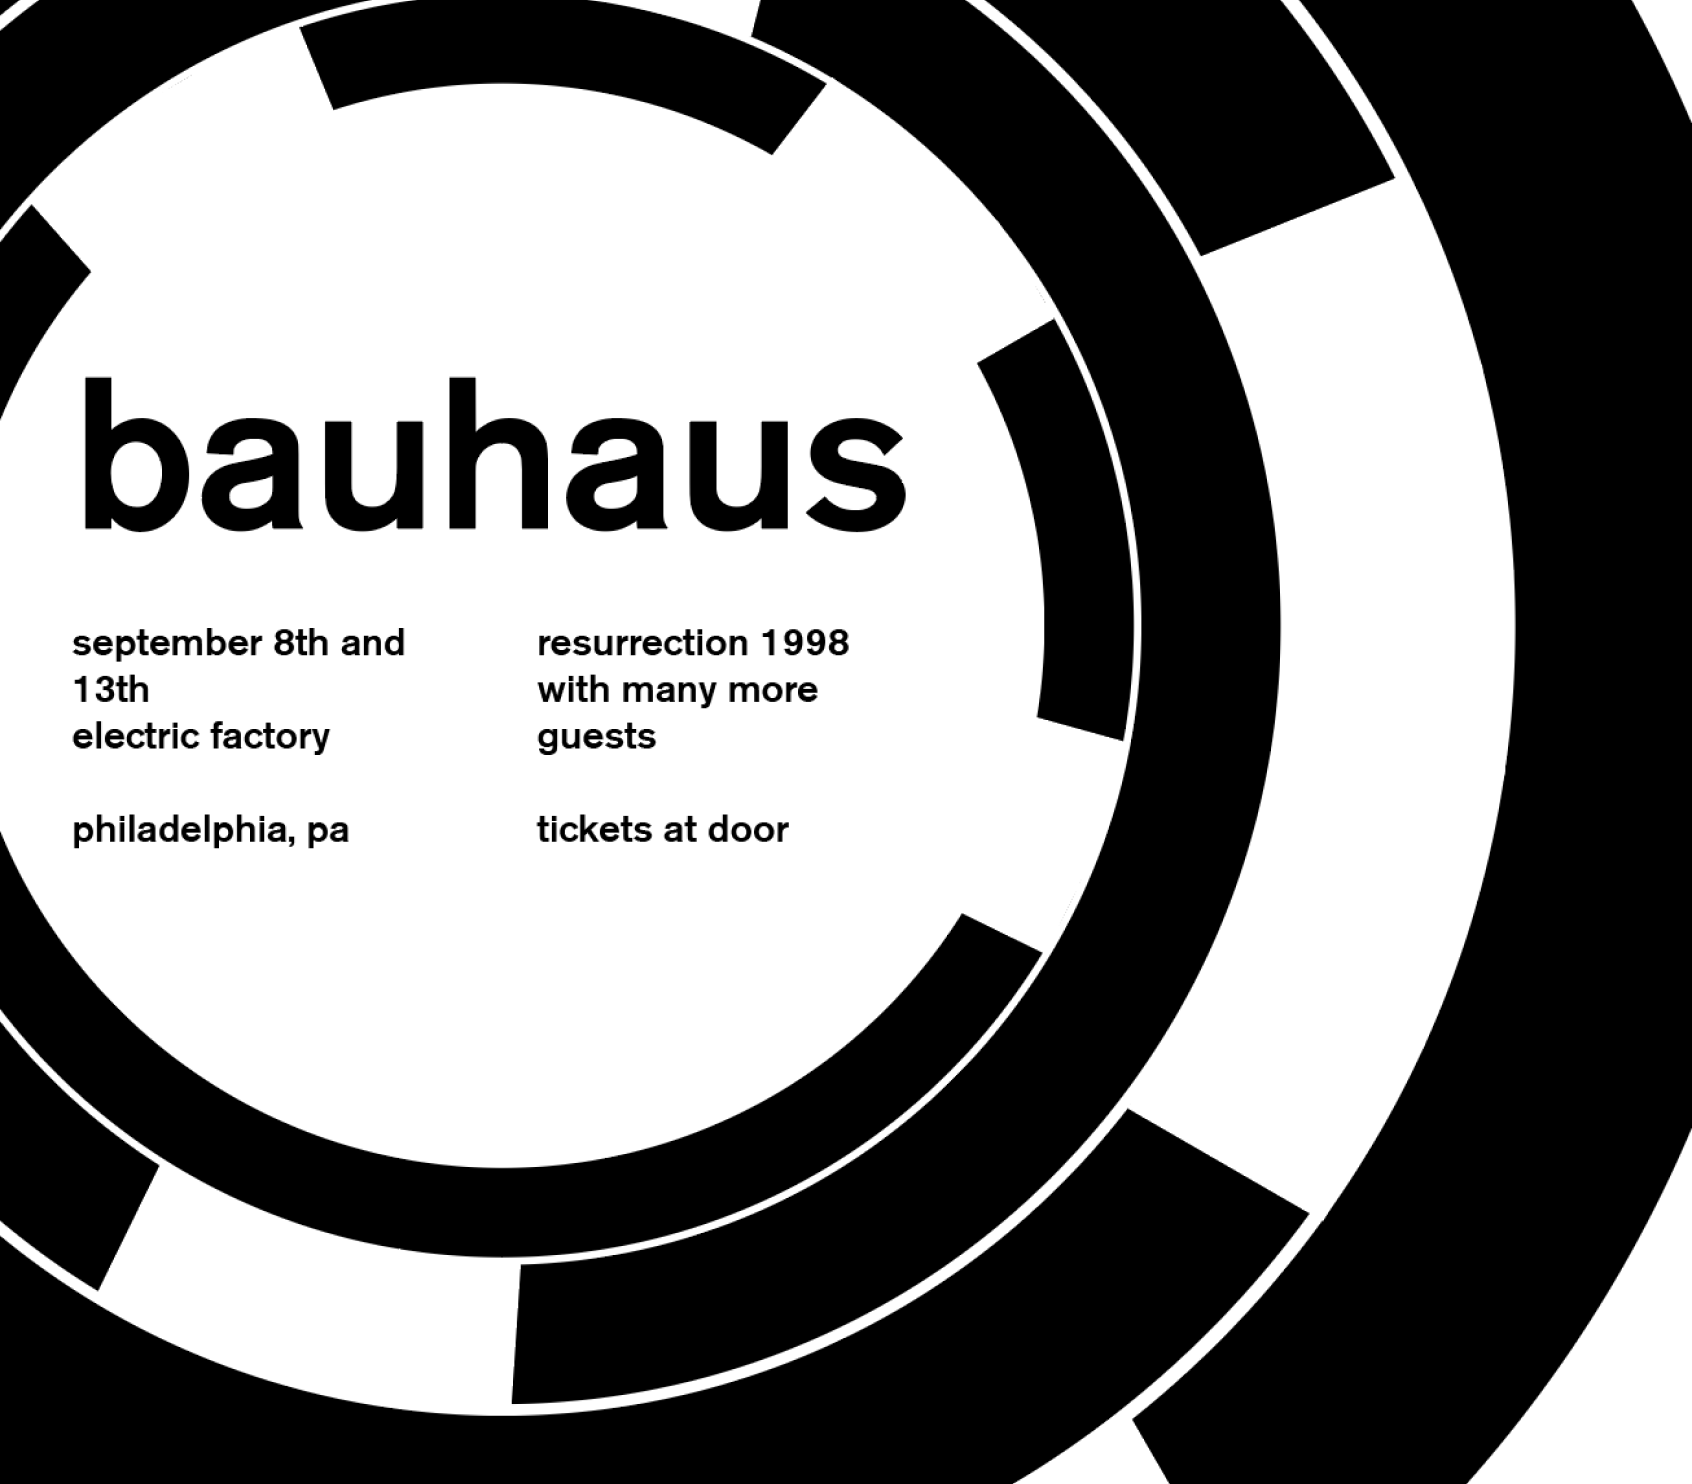 bauhaus
september 8th and
13th
electric factory
philadelphia, pa
resurrection 1998
with many more
guests
tickets at door